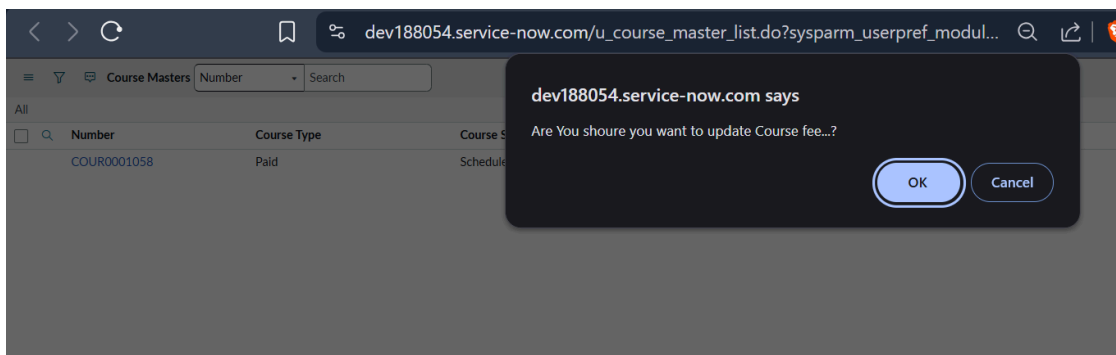 dev188054.service-now.com/u_course_master_list.do?sysparm_userpref_modul...
Course Masters Number Search
dev188054.service-now.com says
Are You shoure you want to update Course fee...?
OK Cancel
All
Number Course Type Course S
COUR0001058 Paid Schedule